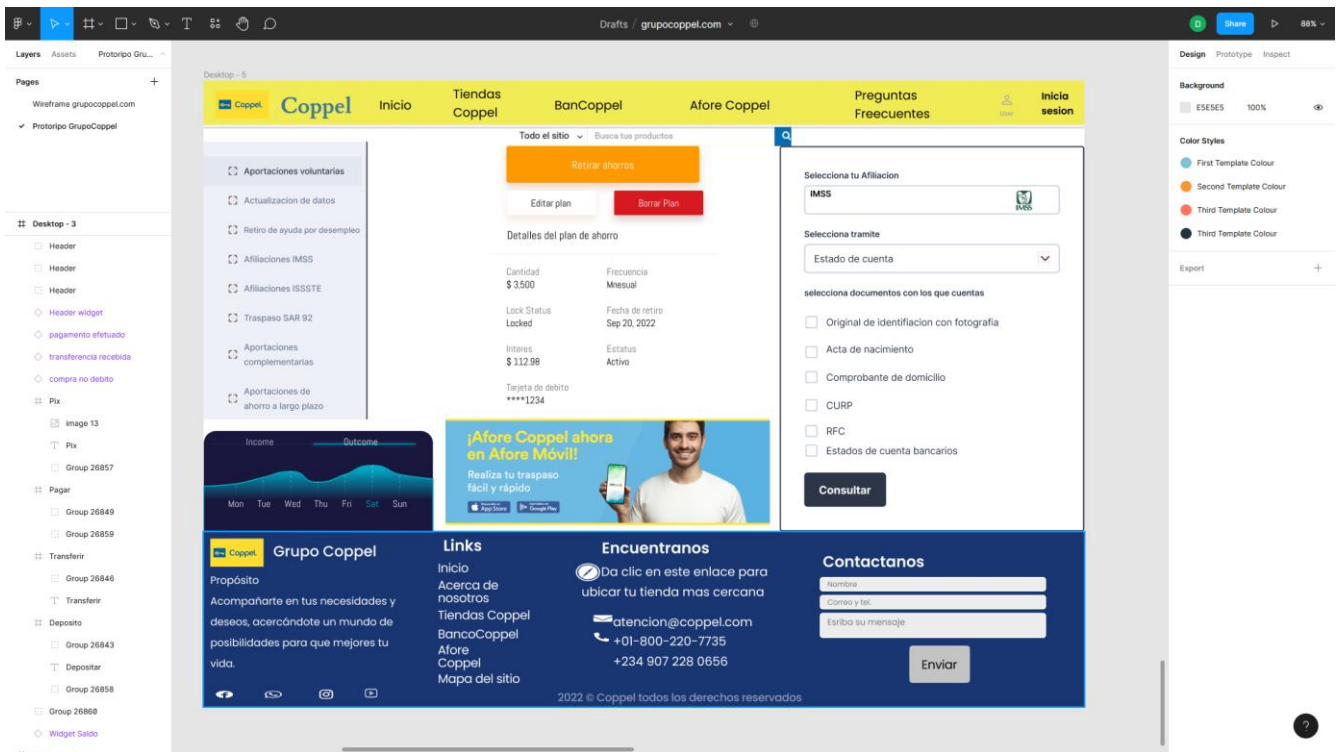 Drafts / grupocoppel.com
D
Share
88%
Layers Assets Protoripo Gru...
Pages
Wireframe grupocoppel.com
Protoripo GrupoCoppel
Desktop - 3
Header
Header
Header
Header widget
pagamento efetuado
transferencia recebida
compra no debito
Pix
image 13
Pix
Group 26857
Pagar
Group 26849
Group 26859
Transferir
Group 26846
Transferir
Deposito
Group 26843
Depositar
Group 26858
Group 26860
Widget Saldo
Desktop - 5
Coppel.
Coppel
Inicio
Tiendas
Coppel
BanCoppel
Afore Coppel
Preguntas
Freecuentes
User
Inicia
sesion
Todo el sitio
Busca tus productos
Aportaciones voluntarias
Actualizacion de datos
Retiro de ayuda por desempleo
Afiliaciones IMSS
Afiliaciones ISSSTE
Traspaso SAR 92
Aportaciones
complementarias
Aportaciones de
ahorro a largo plazo
Retirar ahorros
Editar plan
Borrar Plan
Detalles del plan de ahorro
Cantidad Frecuencia
$ 3,500 Mnesual
Lock Status Fecha de retiro
Locked Sep 20, 2022
Interes Estatus
$ 112.98 Activo
Tarjeta de debito
****1234
Selecciona tu Afiliacion
IMSS
IMSS
Selecciona tramite
Estado de cuenta
selecciona documentos con los que cuentas
Original de identifiacion con fotografia
Acta de nacimiento
Comprobante de domicilio
CURP
RFC
Estados de cuenta bancarios
Consultar
Income Outcome
Mon Tue Wed Thu Fri Sat Sun
¡Afore Coppel ahora
en Afore Móvil!
Realiza tu traspaso
fácil y rápido
App Store
Google Play
Coppel.
Grupo Coppel
Propósito
Acompañarte en tus necesidades y
deseos, acercándote un mundo de
posibilidades para que mejores tu
vida.
Links
Inicio
Acerca de
nosotros
Tiendas Coppel
BancoCoppel
Afore
Coppel
Mapa del sitio
Encuentranos
Da clic en este enlace para
ubicar tu tienda mas cercana
atencion@coppel.com
+01-800-220-7735
+234 907 228 0656
Contactanos
Nombre
Correo y tel.
Esriba su mensaje
Enviar
2022 © Coppel todos los derechos reservados
Design Prototype Inspect
Background
E5E5E5 100%
Color Styles
First Template Colour
Second Template Colour
Third Template Colour
Third Template Colour
Export
?